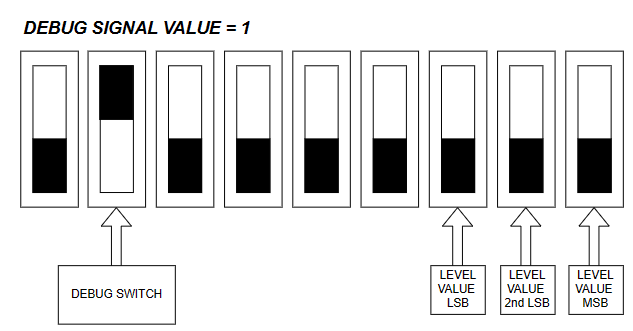 DEBUG SIGNAL VALUE = 1
DEBUG SWITCH
LEVEL
VALUE
LSB
LEVEL
VALUE
2nd LSB
LEVEL
VALUE
MSB